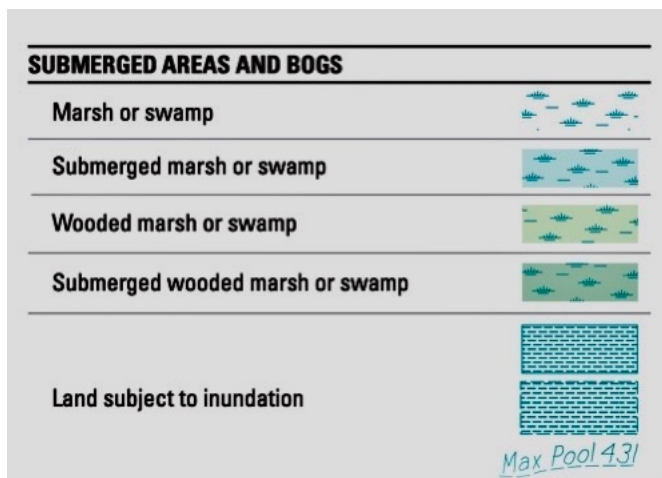 SUBMERGED AREAS AND BOGS
Marsh or swamp
Submerged marsh or swamp
Wooded marsh or swamp
Submerged wooded marsh or swamp
Land subject to inundation
Max Pool 431